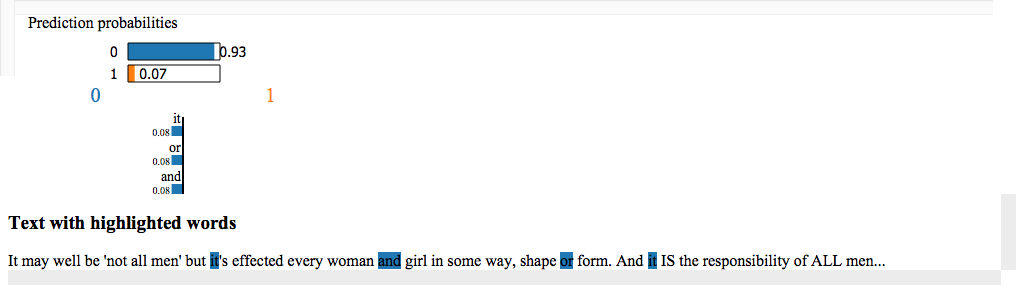 Prediction probabilities
0 0.93
1 0.07
0 1
it
0.08
or
0.08
and
0.08
Text with highlighted words
It may well be 'not all men' but it's effected every woman and girl in some way, shape or form. And it IS the responsibility of ALL men...